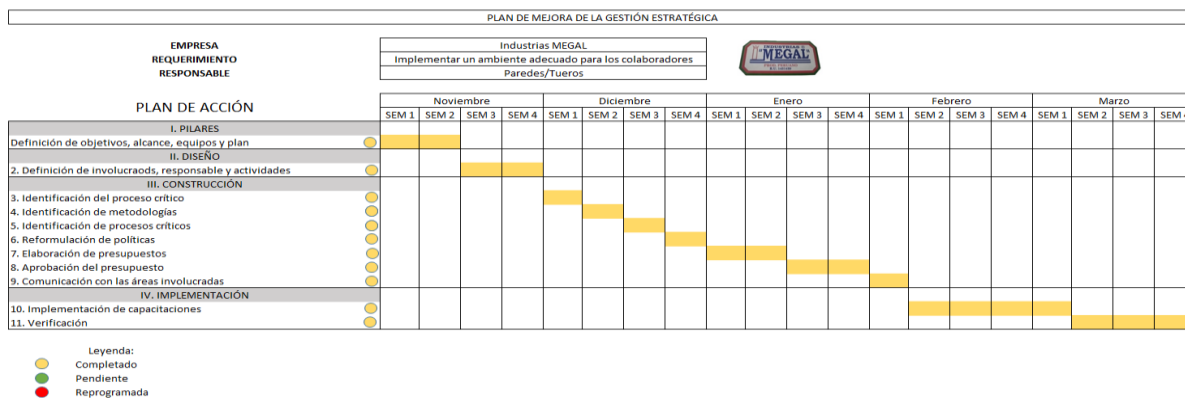 PLAN DE MEJORA DE LA GESTIÓN ESTRATÉGICA
EMPRESA Industrias MEGAL
REQUERIMIENTO Implementar un ambiente adecuado para los colaboradores
RESPONSABLE Paredes/Tueros
INDUSTRIAS
"MEGAL"
PLAN DE ACCIÓN
Noviembre Diciembre Enero Febrero Marzo
SEM 1 SEM 2 SEM 3 SEM 4 SEM 1 SEM 2 SEM 3 SEM 4 SEM 1 SEM 2 SEM 3 SEM 4 SEM 1 SEM 2 SEM 3 SEM 4 SEM 1 SEM 2 SEM 3 SEM 4
I. PILARES
Definición de objetivos, alcance, equipos y plan
II. DISEÑO
2. Definición de involucraods, responsable y actividades
III. CONSTRUCCIÓN
3. Identificación del proceso crítico
4. Identificación de metodologías
5. Identificación de procesos críticos
6. Reformulación de políticas
7. Elaboración de presupuestos
8. Aprobación del presupuesto
9. Comunicación con las áreas involucradas
IV. IMPLEMENTACIÓN
10. Implementación de capacitaciones
11. Verificación
Leyenda:
Completado
Pendiente
Reprogramada